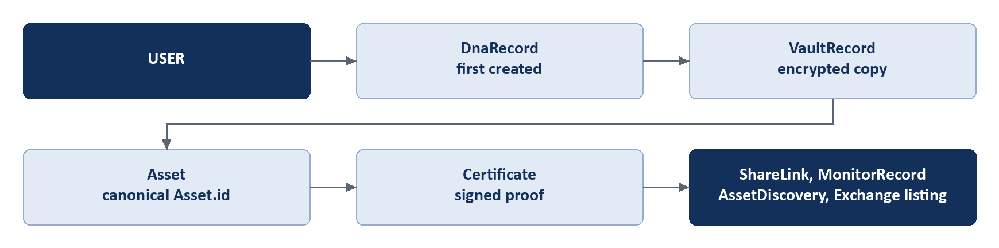 USER
DnaRecord
first created
VaultRecord
encrypted copy
Asset
canonical Asset.id
Certificate
signed proof
ShareLink, MonitorRecord
AssetDiscovery, Exchange listing